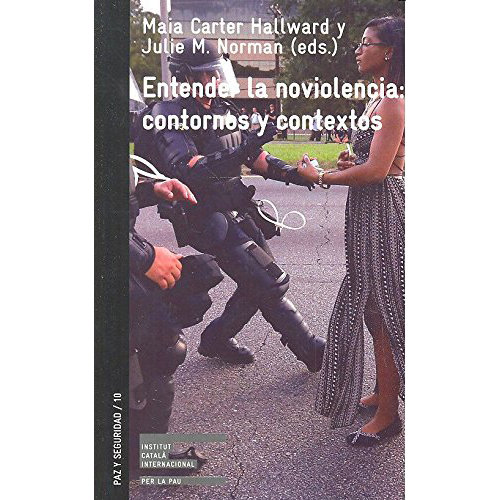 Maia Carter Hallward y
Julie M. Norman (eds.)
Entender la noviolencia:
contornos y contextos
PAZ Y SEGURIDAD / 10
INSTITUT
CATALÀ
INTERNACIONAL
PER LA PAU